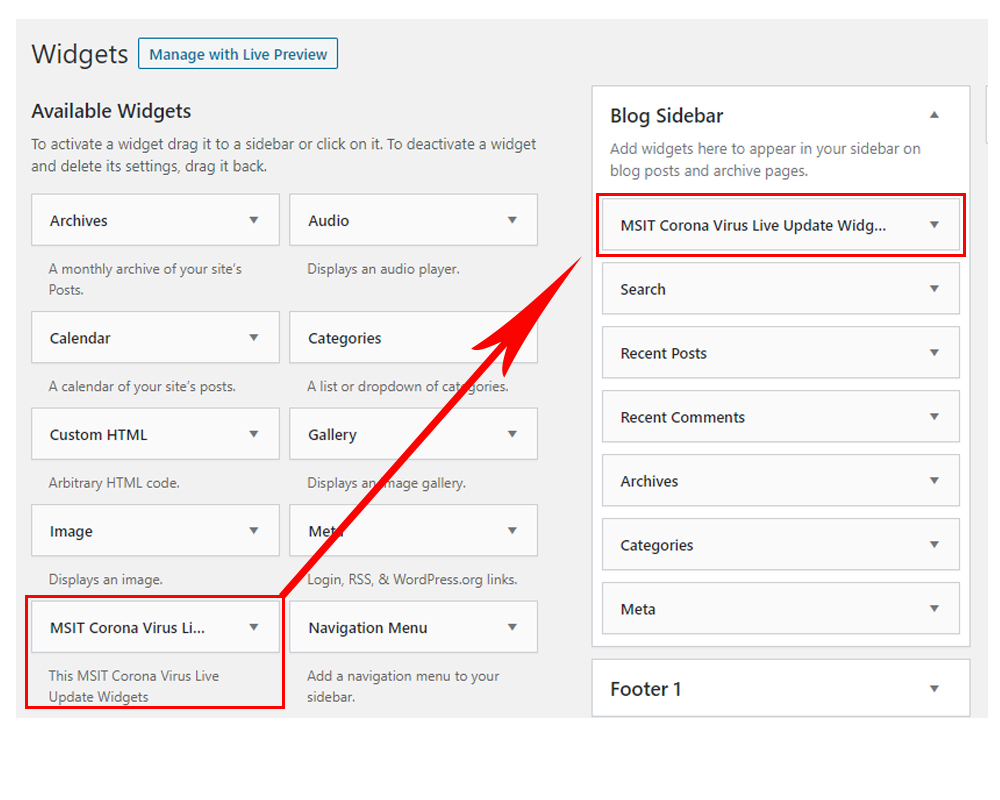 Widgets
Manage with Live Preview
Available Widgets
To activate a widget drag it to a sidebar or click on it. To deactivate a widget
and delete its settings, drag it back.
Archives
Audio
A monthly archive of your site's
Posts.
Displays an audio player.
Calendar
Categories
A calendar of your site's posts.
A list or dropdown of categories.
Custom HTML
Gallery
Arbitrary HTML code.
Displays an image gallery.
Image
Meta
Displays an image.
Login, RSS, & WordPress.org links.
MSIT Corona Virus Li...
Navigation Menu
This MSIT Corona Virus Live
Update Widgets
Add a navigation menu to your
sidebar.
Blog Sidebar
Add widgets here to appear in your sidebar on
blog posts and archive pages.
MSIT Corona Virus Live Update Widg...
Search
Recent Posts
Recent Comments
Archives
Categories
Meta
Footer 1